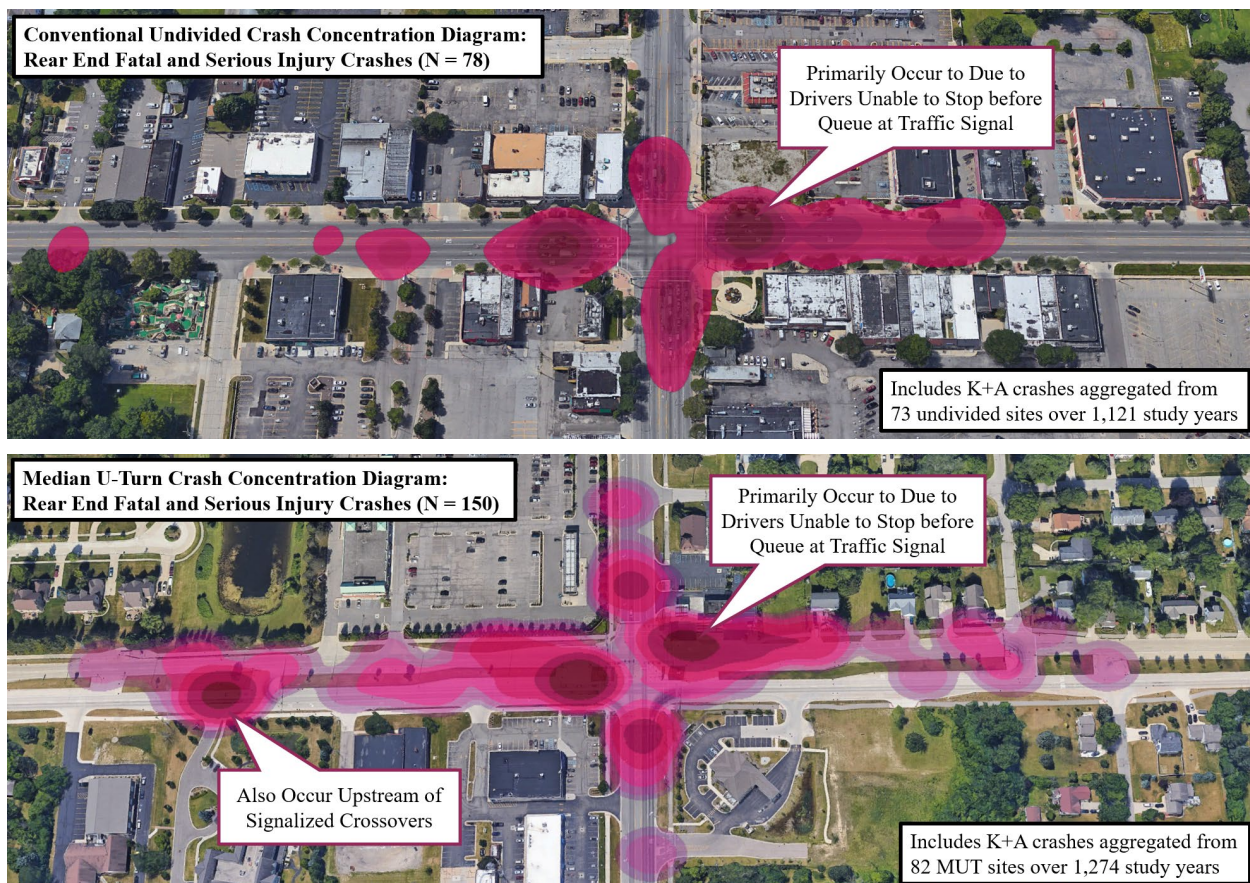 Conventional Undivided Crash Concentration Diagram:
Rear End Fatal and Serious Injury Crashes (N = 78)
Primarily Occur to Due to
Drivers Unable to Stop before
Queue at Traffic Signal
Includes K+A crashes aggregated from
73 undivided sites over 1,121 study years
Median U-Turn Crash Concentration Diagram:
Rear End Fatal and Serious Injury Crashes (N = 150)
Primarily Occur to Due to
Drivers Unable to Stop before
Queue at Traffic Signal
Also Occur Upstream of
Signalized Crossovers
Includes K+A crashes aggregated from
82 MUT sites over 1,274 study years